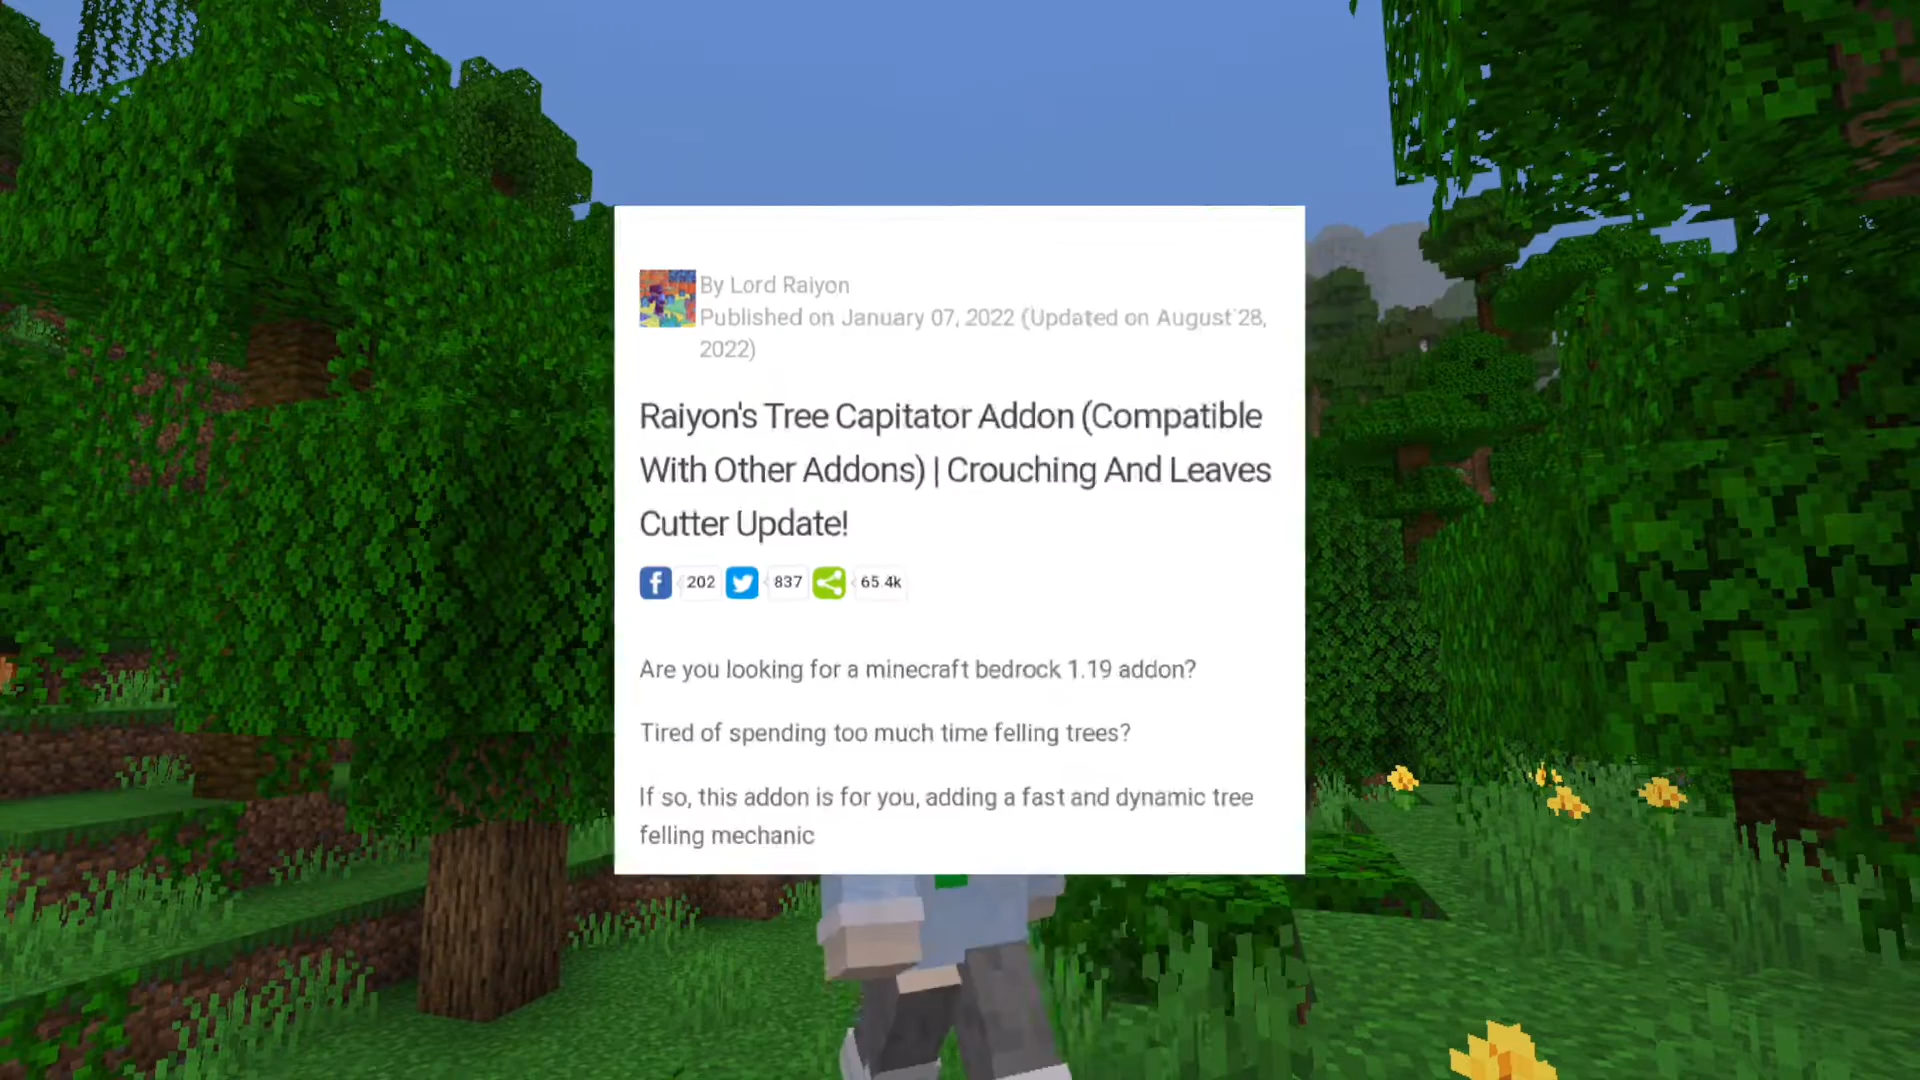 By Lord Raiyon
Published on January 07, 2022 (Updated on August 28,
2022)
Raiyon's Tree Capitator Addon (Compatible
With Other Addons) | Crouching And Leaves
Cutter Update!
202 837 65.4k
Are you looking for a minecraft bedrock 1.19 addon?
Tired of spending too much time felling trees?
If so, this addon is for you, adding a fast and dynamic tree
felling mechanic